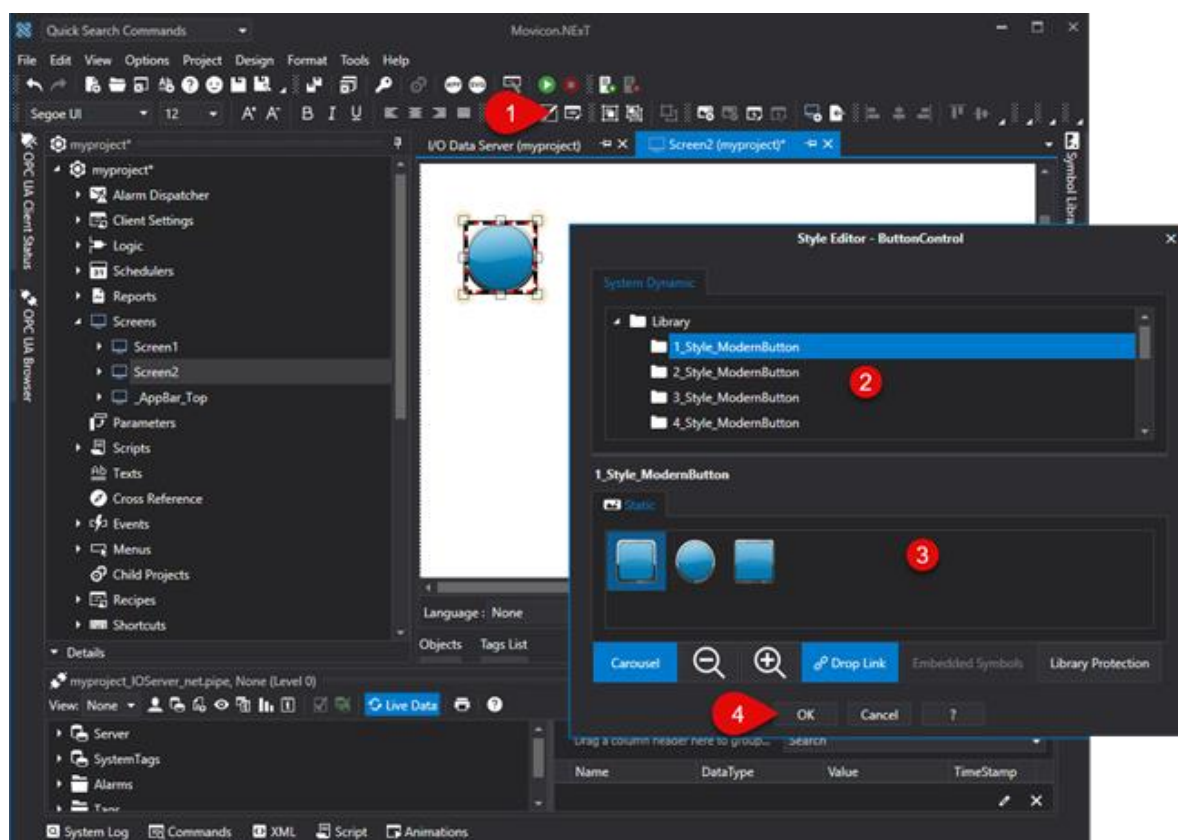 Quick Search Commands
Movicon.NExT
File Edit View Options Project Design Format Tools Help
Segoe UI 12 A A B I U
1
myproject*
I/O Data Server (myproject)
Screen2 (myproject)*
OPC UA Client Status
OPC UA Browser
Symbol Libra
myproject*
Alarm Dispatcher
Client Settings
Logic
Schedulers
Reports
Screens
Screen1
Screen2
_AppBar_Top
Parameters
Scripts
Texts
Cross Reference
Events
Menus
Child Projects
Recipes
Shortcuts
Details
Language : None
Objects Tags List
Style Editor - ButtonControl
System Dynamic
Library
1_Style_ModernButton
2_Style_ModernButton
2
3_Style_ModernButton
4_Style_ModernButton
1_Style_ModernButton
Static
3
Carousel Drop Link Embedded Symbols Library Protection
4
OK Cancel ?
myproject_IOServer_net.pipe, None (Level 0)
View: None Live Data
Server
SystemTags
Alarms
Tags
Drag a column header here to group... Search
Name DataType Value TimeStamp
System Log Commands XML Script Animations